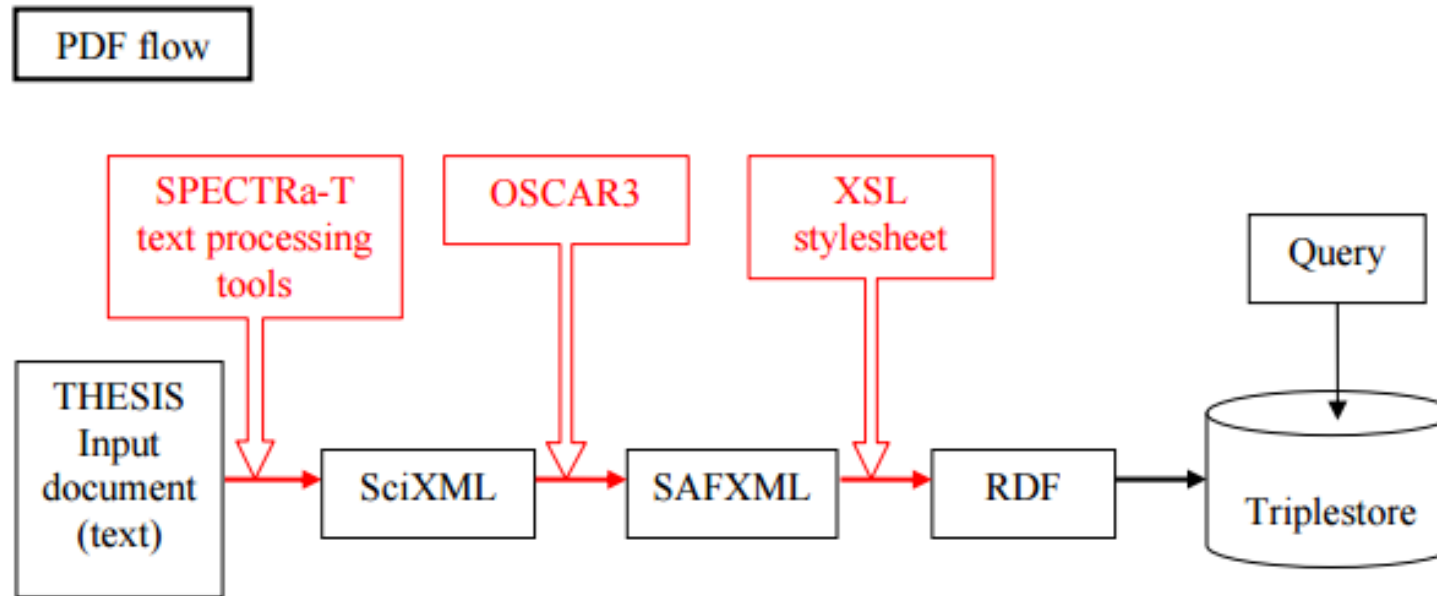 PDF flow
SPECTRa-T
text processing
tools
OSCAR3
XSL
stylesheet
Query
THESIS
Input
document
(text)
SciXML
SAFXML
RDF
Triplestore